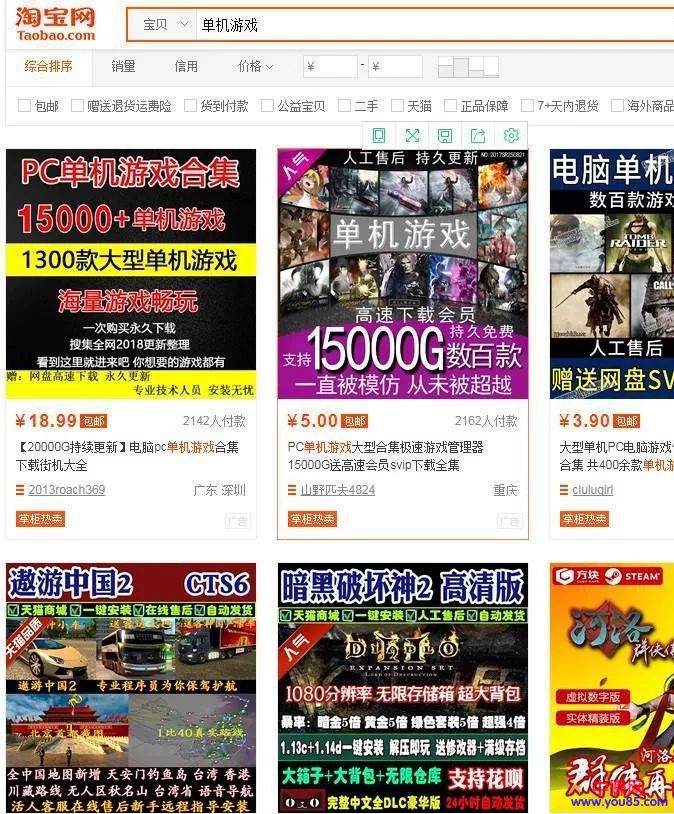 淘宝网
Taobao.com
宝贝 单机游戏
综合排序 销量 信用 价格 ¥ - ¥
包邮 赠送退货运费险 货到付款 公益宝贝 二手 天猫 正品保障 7+天内退货 海外商品
PC单机游戏合集
15000+单机游戏
1300款大型单机游戏
海量游戏畅玩
一次购买永久下载
搜集全网2018更新整理
看到这里就进来吧 你想要的游戏都有
赠：网盘高速下载 永久更新
专业技术人员 安装无忧
¥18.99 包邮 2142人付款
【20000G持续更新】电脑pc单机游戏合集
下载街机大全
2013roach369 广东 深圳
掌柜热卖 广告
人气
人工售后 持久更新 NO:2017SR250821
单机游戏
高速下载会员
支持15000G 持久免费 数百款
一直被模仿 从未被超越
¥5.00 包邮 2162人付款
PC单机游戏大型合集极速游戏管理器
15000G送高速会员svip下载全集
山野匹夫4824 重庆
掌柜热卖 广告
电脑单机
数百款游戏
TOMB RAIDER
人工售后
赠送网盘SV
¥3.90 包邮
大型单机PC电脑游戏
合集 共400余款单机游
clulugirl
掌柜热卖
遨游中国2 CTS6
天猫商城 一键安装 在线售后 自动发货
天猫品质
遨游中国2 专业程序员为你保驾护航
北京首都截图 1比40真实路线
全中国地图新增 天安门钓鱼岛 台湾 香港
川藏路线 无人区秋名山 台湾省 语音导航
活人客服在线售后新手远程指导安装
暗黑破坏神2 高清版
天猫商城 一键安装 人工售后 自动发货
人气
DIABLO II
EXPANSION SET
LORD OF DESTRUCTION
1080分辨率 无限存储箱 超大背包
暴率：暗金5倍 黄金5倍 绿色套装5倍 超强4倍
1.13c+1.14d一键安装 解压即玩 送修改器+满级存档
大箱子+大背包+无限仓库 支持花呗
完整中文全DLC豪华版 24小时自动发货
方块 STEAM
河洛
群侠传
虚拟数字版
实体精装版
河洛
群侠再
www.you85.com